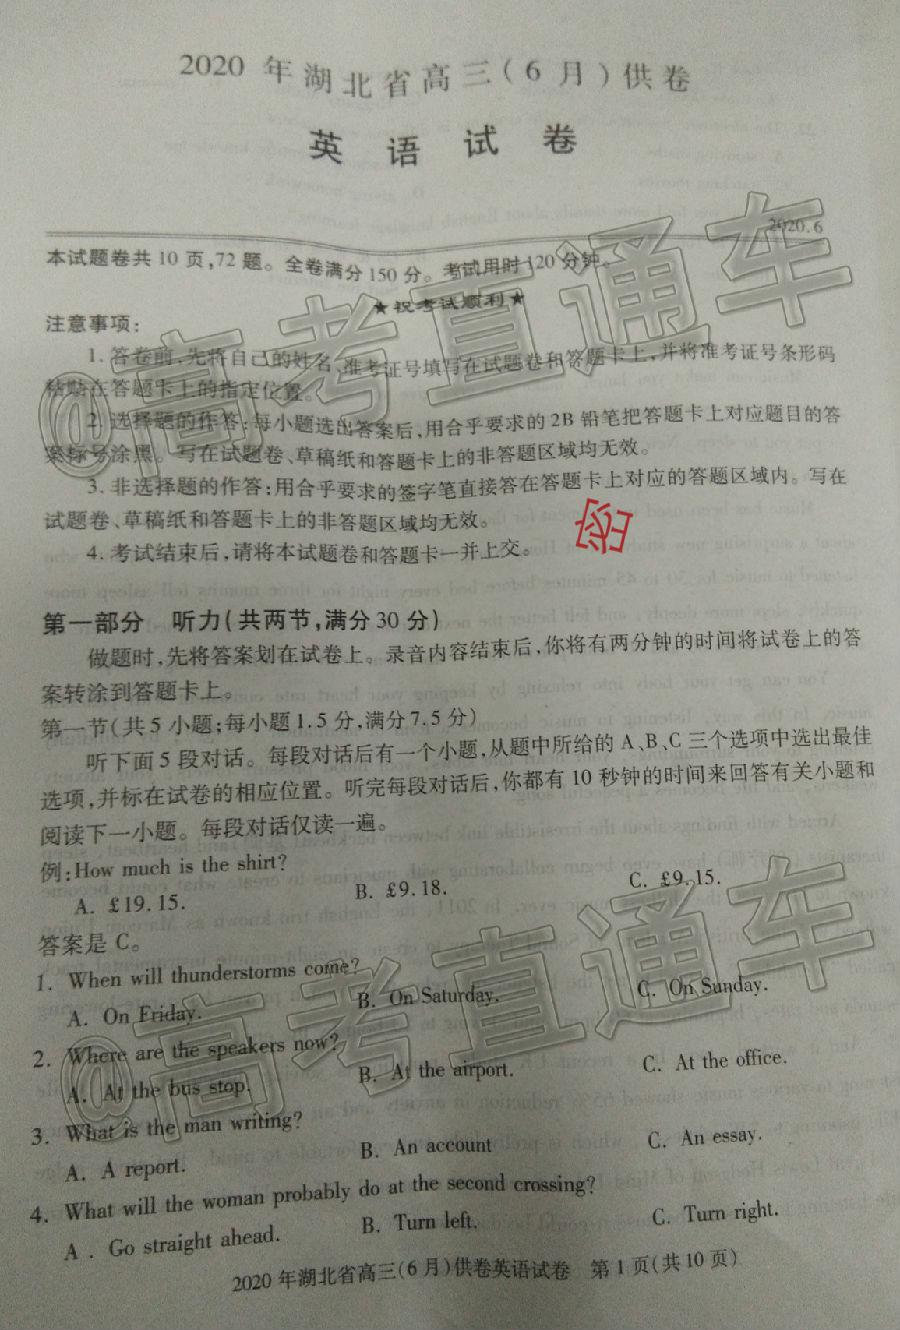 2020 年湖北省高三(6月)供卷
英语试卷
2020.6
本试题卷共10页,72题。全卷满分150分。考试用时120分钟。
★祝考试顺利★
注意事项:
1. 答卷前,先将自己的姓名、准考证号填写在试题卷和答题卡上,并将准考证号条形码
粘贴在答题卡上的指定位置。
2. 选择题的作答:每小题选出答案后,用合乎要求的2B铅笔把答题卡上对应题目的答
案标号涂黑。写在试题卷、草稿纸和答题卡上的非答题区域均无效。
3. 非选择题的作答:用合乎要求的签字笔直接答在答题卡上对应的答题区域内。写在
试题卷、草稿纸和答题卡上的非答题区域均无效。
4. 考试结束后,请将本试题卷和答题卡一并上交。
密
第一部分 听力(共两节,满分30分)
做题时,先将答案划在试卷上。录音内容结束后,你将有两分钟的时间将试卷上的答
案转涂到答题卡上。
第一节(共5小题;每小题1.5分,满分7.5分)
听下面5段对话。每段对话后有一个小题,从题中所给的A、B、C三个选项中选出最佳
选项,并标在试卷的相应位置。听完每段对话后,你都有10秒钟的时间来回答有关小题和
阅读下一小题。每段对话仅读一遍。
例:How much is the shirt?
A. £19.15. B. £9.18. C. £9.15.
答案是 C。
1. When will thunderstorms come?
A. On Friday. B. On Saturday. C. On Sunday.
2. Where are the speakers now?
A. At the bus stop. B. At the airport. C. At the office.
3. What is the man writing?
A. A report. B. An account C. An essay.
4. What will the woman probably do at the second crossing?
A . Go straight ahead. B. Turn left. C. Turn right.
2020年湖北省高三(6月)供卷英语试卷 第1页(共10页)
@高考直通车
@高考直通车